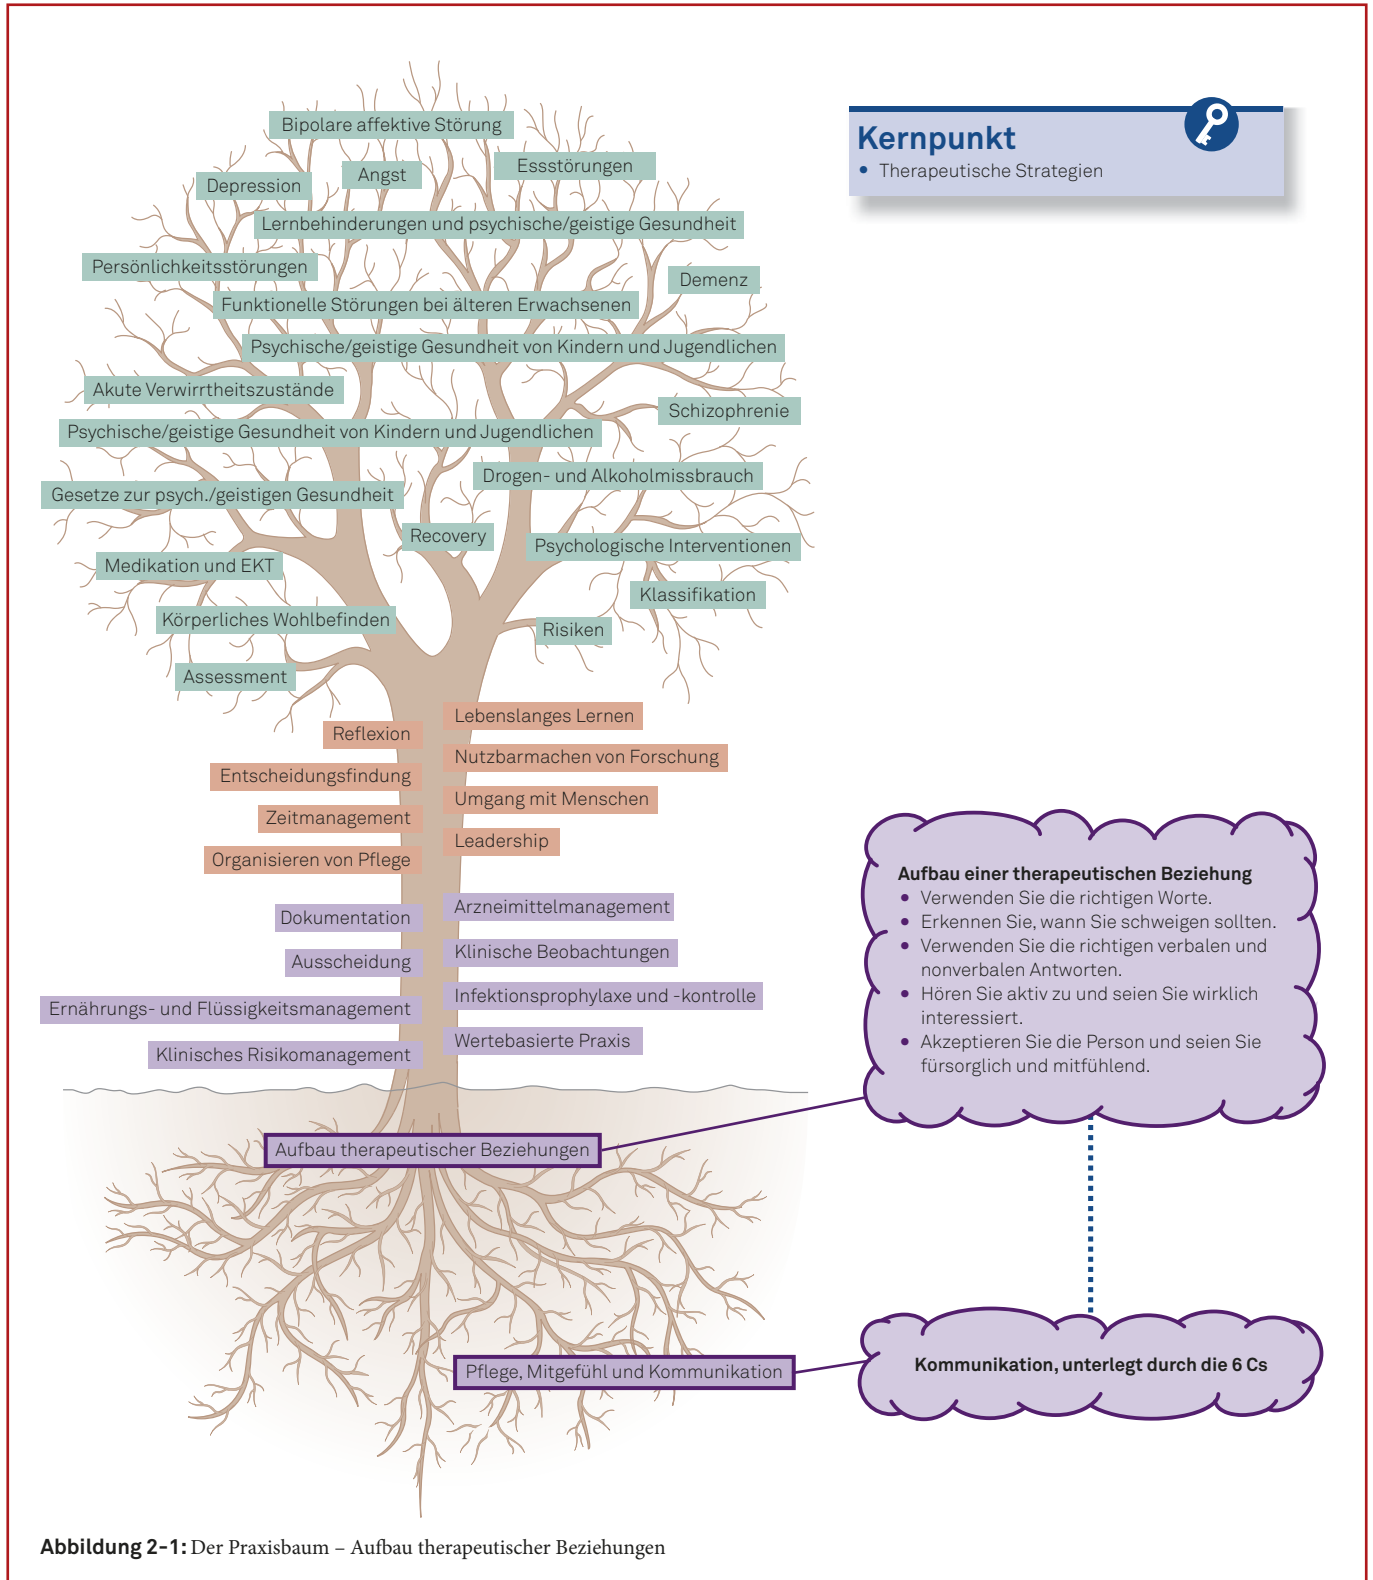 Kernpunkt
• Therapeutische Strategien
Bipolare affektive Störung
Essstörungen
Angst
Depression
Lernbehinderungen und psychische/geistige Gesundheit
Persönlichkeitsstörungen
Demenz
Funktionelle Störungen bei älteren Erwachsenen
Psychische/geistige Gesundheit von Kindern und Jugendlichen
Akute Verwirrtheitszustände
Schizophrenie
Psychische/geistige Gesundheit von Kindern und Jugendlichen
Drogen- und Alkoholmissbrauch
Gesetze zur psych./geistigen Gesundheit
Recovery
Psychologische Interventionen
Medikation und EKT
Klassifikation
Körperliches Wohlbefinden
Risiken
Assessment
Lebenslanges Lernen
Reflexion
Nutzbarmachen von Forschung
Entscheidungsfindung
Umgang mit Menschen
Zeitmanagement
Leadership
Organisieren von Pflege
Arzneimittelmanagement
Dokumentation
Klinische Beobachtungen
Ausscheidung
Infektionsprophylaxe und -kontrolle
Ernährungs- und Flüssigkeitsmanagement
Wertebasierte Praxis
Klinisches Risikomanagement
Aufbau einer therapeutischen Beziehung
• Verwenden Sie die richtigen Worte.
• Erkennen Sie, wann Sie schweigen sollten.
• Verwenden Sie die richtigen verbalen und
nonverbalen Antworten.
• Hören Sie aktiv zu und seien Sie wirklich
interessiert.
• Akzeptieren Sie die Person und seien Sie
fürsorglich und mitfühlend.
Aufbau therapeutischer Beziehungen
Pflege, Mitgefühl und Kommunikation
Kommunikation, unterlegt durch die 6 Cs
Abbildung 2-1: Der Praxisbaum – Aufbau therapeutischer Beziehungen